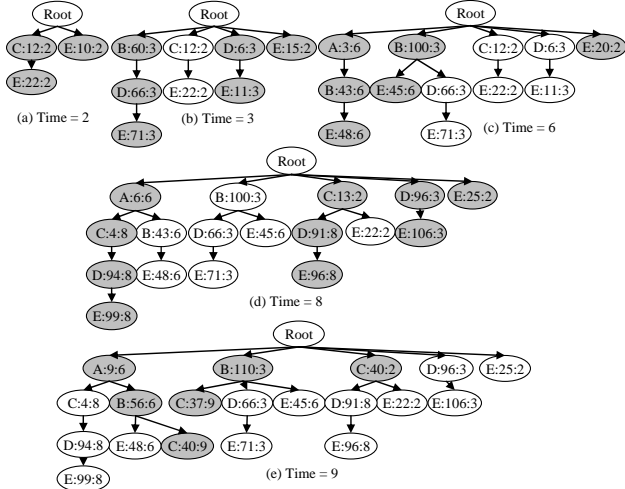 Root
C:12:2 E:10:2
E:22:2
(a) Time = 2
Root
B:60:3 C:12:2 D:6:3 E:15:2
D:66:3 E:22:2 E:11:3
E:71:3
(b) Time = 3
Root
A:3:6 B:100:3 C:12:2 D:6:3 E:20:2
B:43:6 E:45:6 D:66:3 E:22:2 E:11:3
E:48:6 E:71:3
(c) Time = 6
Root
A:6:6 B:100:3 C:13:2 D:96:3 E:25:2
C:4:8 B:43:6 D:66:3 E:45:6 D:91:8 E:22:2 E:106:3
D:94:8 E:48:6 E:71:3 E:96:8
E:99:8
(d) Time = 8
Root
A:9:6 B:110:3 C:40:2 D:96:3 E:25:2
C:4:8 B:56:6 C:37:9 D:66:3 E:45:6 D:91:8 E:22:2 E:106:3
D:94:8 E:48:6 C:40:9 E:71:3 E:96:8
E:99:8
(e) Time = 9